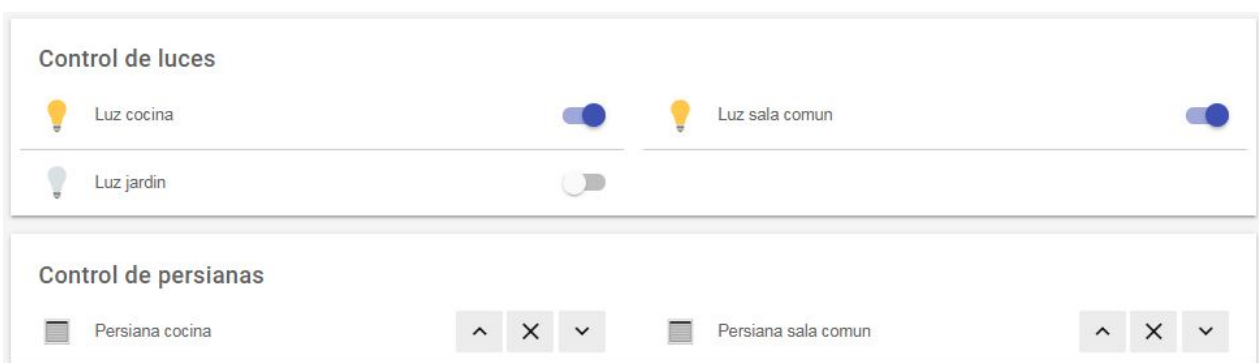 Control de luces
Luz cocina
Luz sala comun
Luz jardin
Control de persianas
Persiana cocina
Persiana sala comun